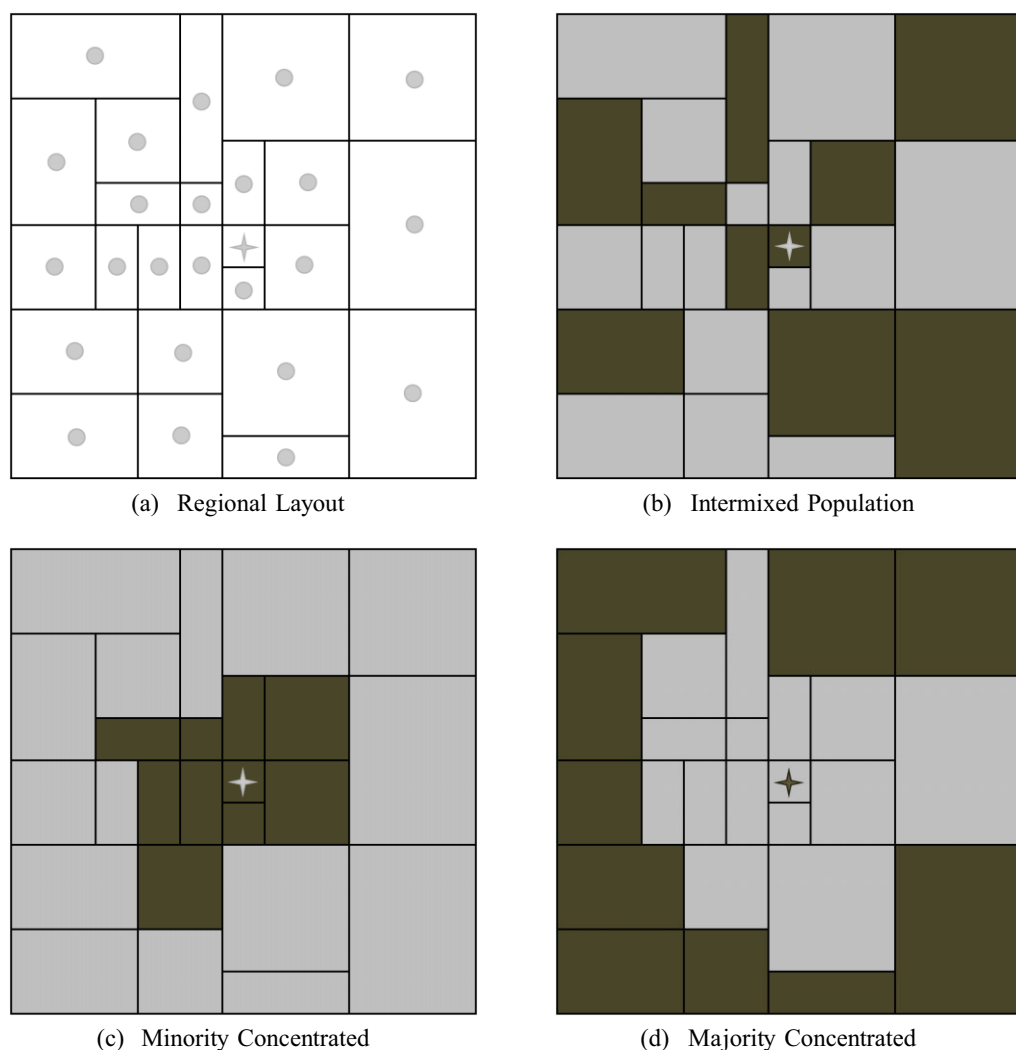 (a) Regional Layout
(b) Intermixed Population
(c) Minority Concentrated
(d) Majority Concentrated